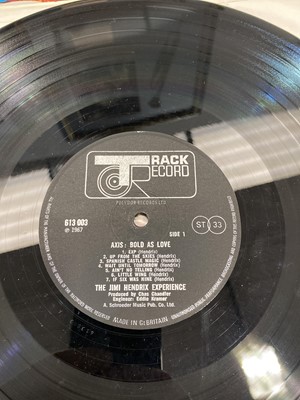 TRACK
RECORD
POLYDOR RECORDS LTD
613 003
℗ 1967
SIDE 1
ST 33
AXIS: BOLD AS LOVE
1. EXP (Hendrix)
2. UP FROM THE SKIES (Hendrix)
3. SPANISH CASTLE MAGIC (Hendrix)
4. WAIT UNTIL TOMORROW (Hendrix)
5. AIN'T NO TELLING (Hendrix)
6. LITTLE WING (Hendrix)
7. IF SIX WAS NINE (Hendrix)
THE JIMI HENDRIX EXPERIENCE
Produced by Chas Chandler
Engineer: Eddie Kramer
A. Schroeder Music Pub. Co. Ltd.
MADE IN GT. BRITAIN